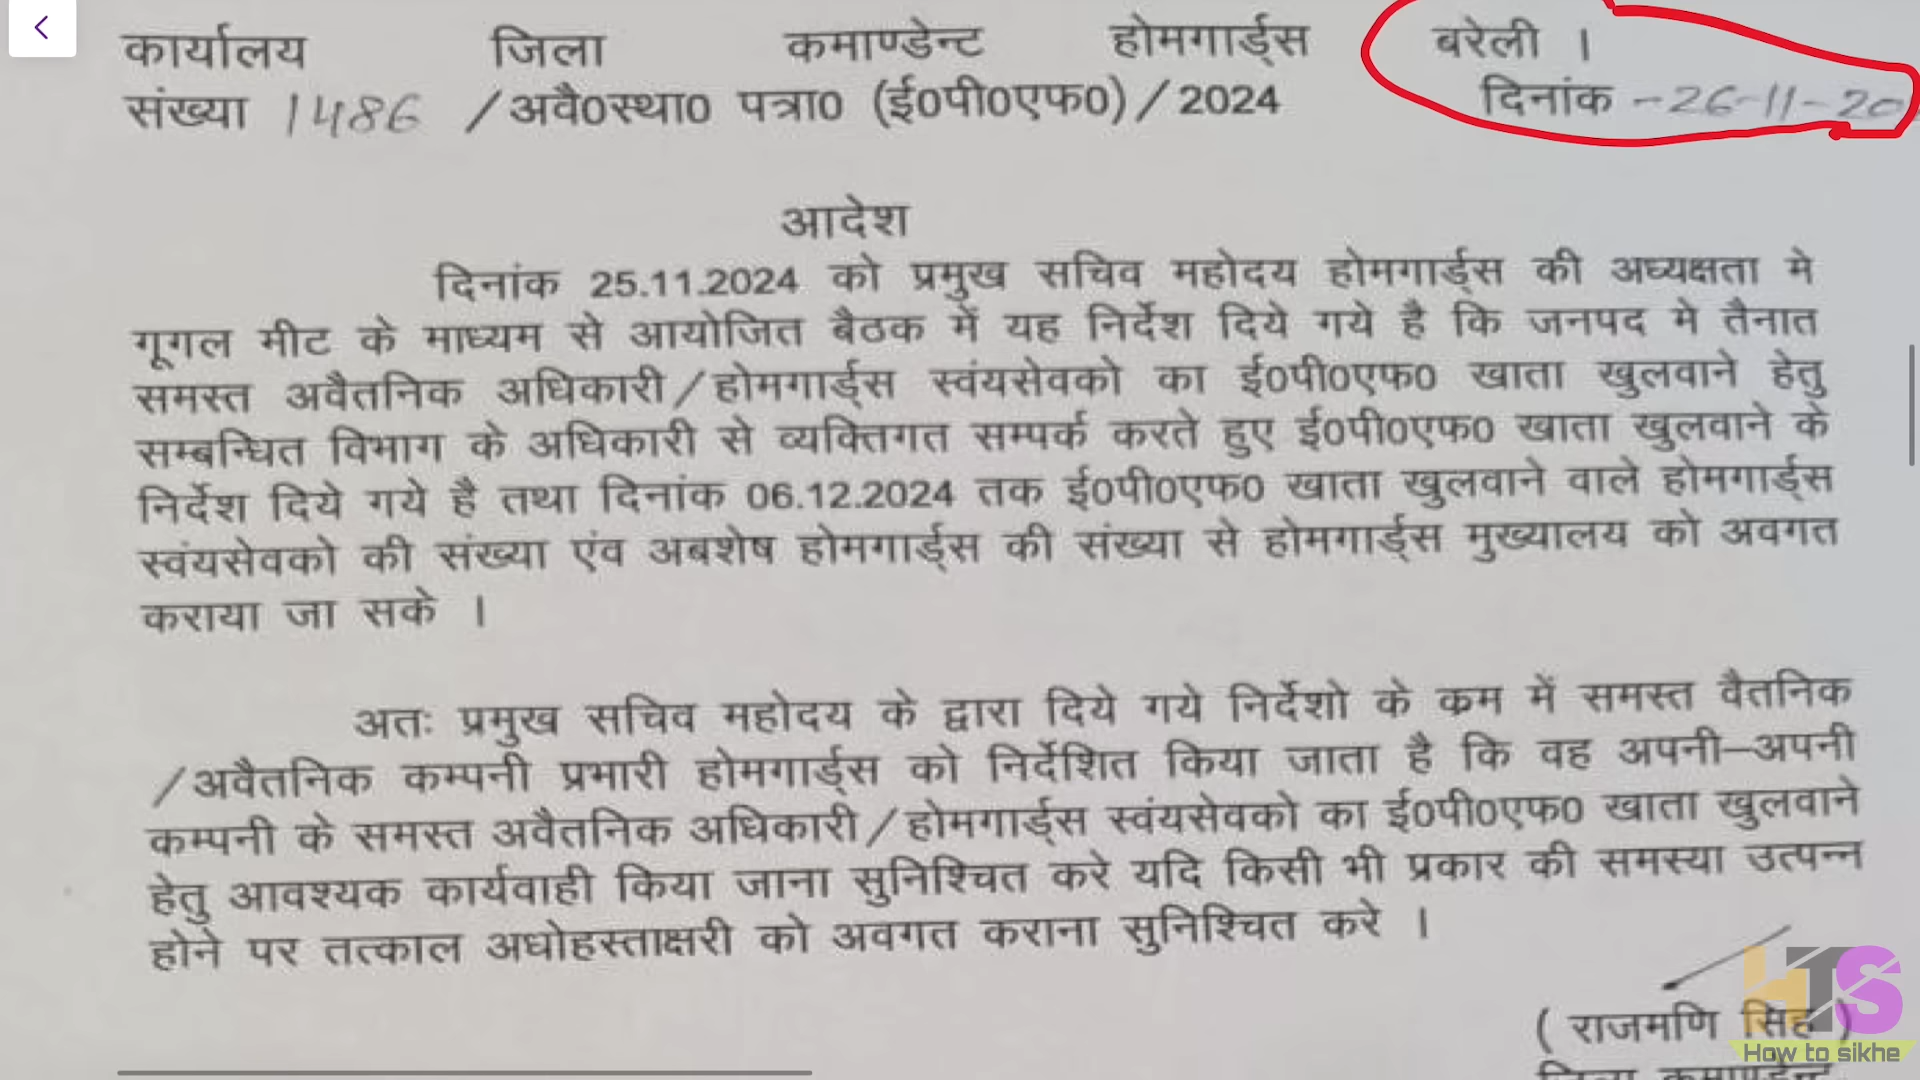 कार्यालय जिला कमाण्डेन्ट होमगार्ड्स बरेली ।
संख्या 1486 /अवै0स्था0 पत्रा0 (ई0पी0एफ0)/2024 दिनांक -26-11-20
आदेश
दिनांक 25.11.2024 को प्रमुख सचिव महोदय होमगार्ड्स की अध्यक्षता मे
गूगल मीट के माध्यम से आयोजित बैठक में यह निर्देश दिये गये है कि जनपद मे तैनात
समस्त अवैतनिक अधिकारी/होमगार्ड्स स्वंयसेवको का ई0पी0एफ0 खाता खुलवाने हेतु
सम्बन्धित विभाग के अधिकारी से व्यक्तिगत सम्पर्क करते हुए ई0पी0एफ0 खाता खुलवाने के
निर्देश दिये गये है तथा दिनांक 06.12.2024 तक ई0पी0एफ0 खाता खुलवाने वाले होमगार्ड्स
स्वंयसेवको की संख्या एंव अबशेष होमगार्ड्स की संख्या से होमगार्ड्स मुख्यालय को अवगत
कराया जा सके ।
अतः प्रमुख सचिव महोदय के द्वारा दिये गये निर्देशो के कम में समस्त वैतनिक
/अवैतनिक कम्पनी प्रभारी होमगार्ड्स को निर्देशित किया जाता है कि वह अपनी–अपनी
कम्पनी के समस्त अवैतनिक अधिकारी/होमगार्ड्स स्वंयसेवको का ई0पी0एफ0 खाता खुलवाने
हेतु आवश्यक कार्यवाही किया जाना सुनिश्चित करे यदि किसी भी प्रकार की समस्या उत्पन्न
होने पर तत्काल अधोहस्ताक्षरी को अवगत कराना सुनिश्चित करे ।
( राजमणि सिंह )
जिला कमाण्डेन्ट
HTS
How to sikhe